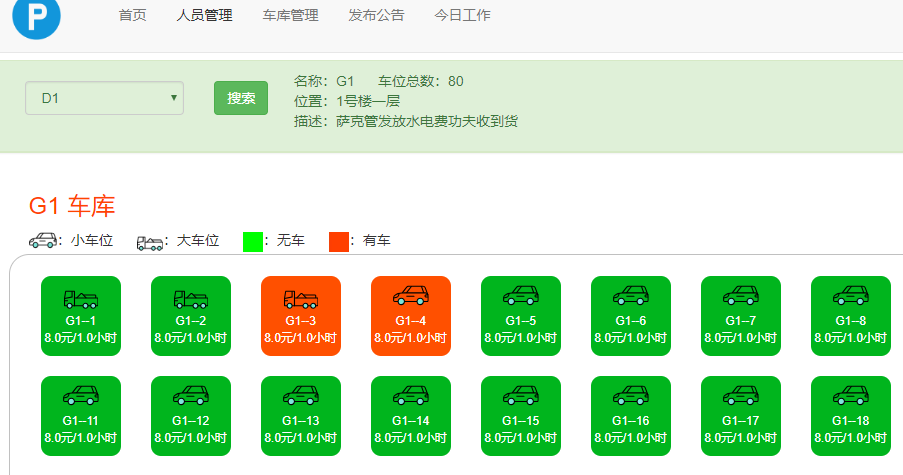 P 首页 人员管理 车库管理 发布公告 今日工作
D1 搜索
名称：G1 车位总数：80
位置：1号楼一层
描述：萨克管发放水电费功夫收到货
G1 车库
：小车位 ：大车位 ：无车 ：有车
G1--1 G1--2 G1--3 G1--4 G1--5 G1--6 G1--7 G1--8
8.0元/1.0小时 8.0元/1.0小时 8.0元/1.0小时 8.0元/1.0小时 8.0元/1.0小时 8.0元/1.0小时 8.0元/1.0小时 8.0元/1.0小时
G1--11 G1--12 G1--13 G1--14 G1--15 G1--16 G1--17 G1--18
8.0元/1.0小时 8.0元/1.0小时 8.0元/1.0小时 8.0元/1.0小时 8.0元/1.0小时 8.0元/1.0小时 8.0元/1.0小时 8.0元/1.0小时